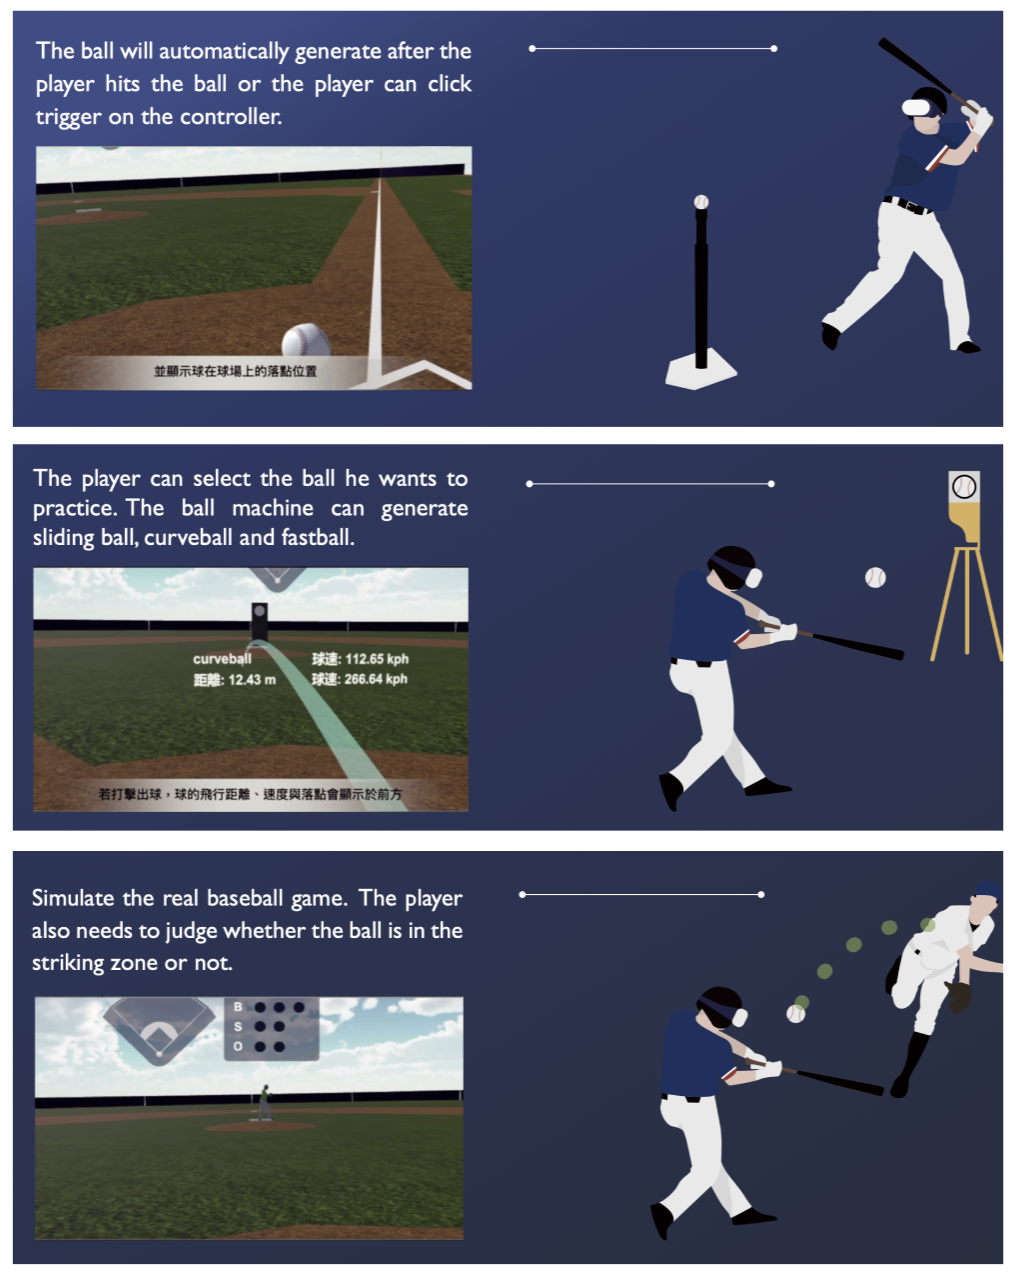 The ball will automatically generate after the
player hits the ball or the player can click
trigger on the controller.
並顯示球在球場上的落點位置
The player can select the ball he wants to
practice. The ball machine can generate
sliding ball, curveball and fastball.
curveball 球速: 112.65 kph
距離: 12.43 m 球速: 266.64 kph
若打擊出球，球的飛行距離、速度與落點會顯示於前方
Simulate the real baseball game. The player
also needs to judge whether the ball is in the
striking zone or not.
B
S
O